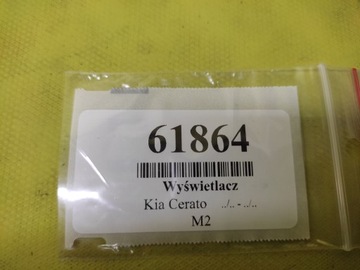 61864
Wyświetlacz
Kia Cerato ../.. - ../..
M2